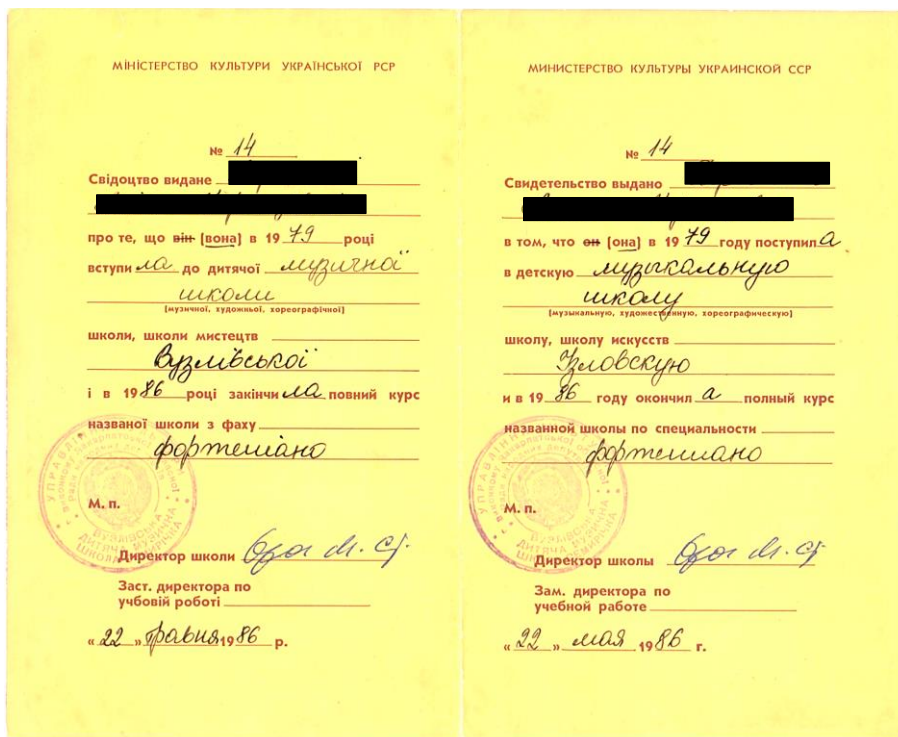 МІНІСТЕРСТВО КУЛЬТУРИ УКРАЇНСЬКОЇ РСР
№ 14
Свідоцтво видане
про те, що він (вона) в 1979 році
вступила до дитячої музичної
школи
(музичної, художньої, хореографічної)
школи, школи мистецтв
Вузлівської
і в 1986 році закінчила повний курс
названої школи з фаху
фортепіано
М. п.
Директор школи
Заст. директора по
учбовій роботі
« 22 » травня 1986 р.
МИНИСТЕРСТВО КУЛЬТУРЫ УКРАИНСКОЙ ССР
№ 14
Свидетельство выдано
в том, что он (она) в 1979 году поступила
в детскую музыкальную
школу
(музыкальную, художественную, хореографическую)
школу, школу искусств
Узловскую
и в 1986 году окончила полный курс
названной школы по специальности
фортепиано
М. п.
Директор школы
Зам. директора по
учебной работе
« 22 » мая 1986 г.